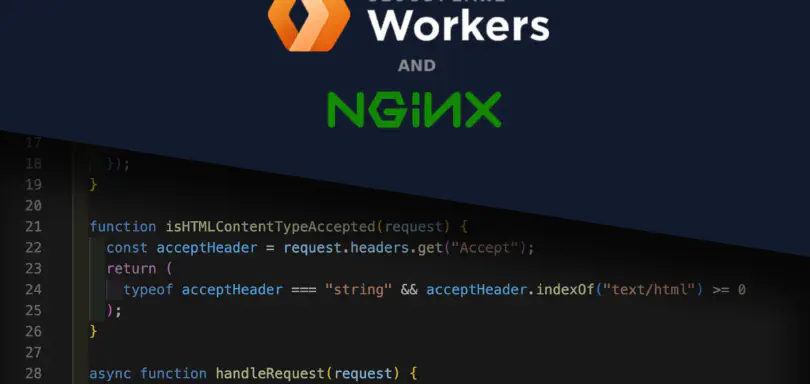 Workers
AND
NGINX
17
18 });
19 }
20
21 function isHTMLContentTypeAccepted(request) {
22 const acceptHeader = request.headers.get("Accept");
23 return (
24 typeof acceptHeader === "string" && acceptHeader.indexOf("text/html") >= 0
25 );
26 }
27
28 async function handleRequest(request) {